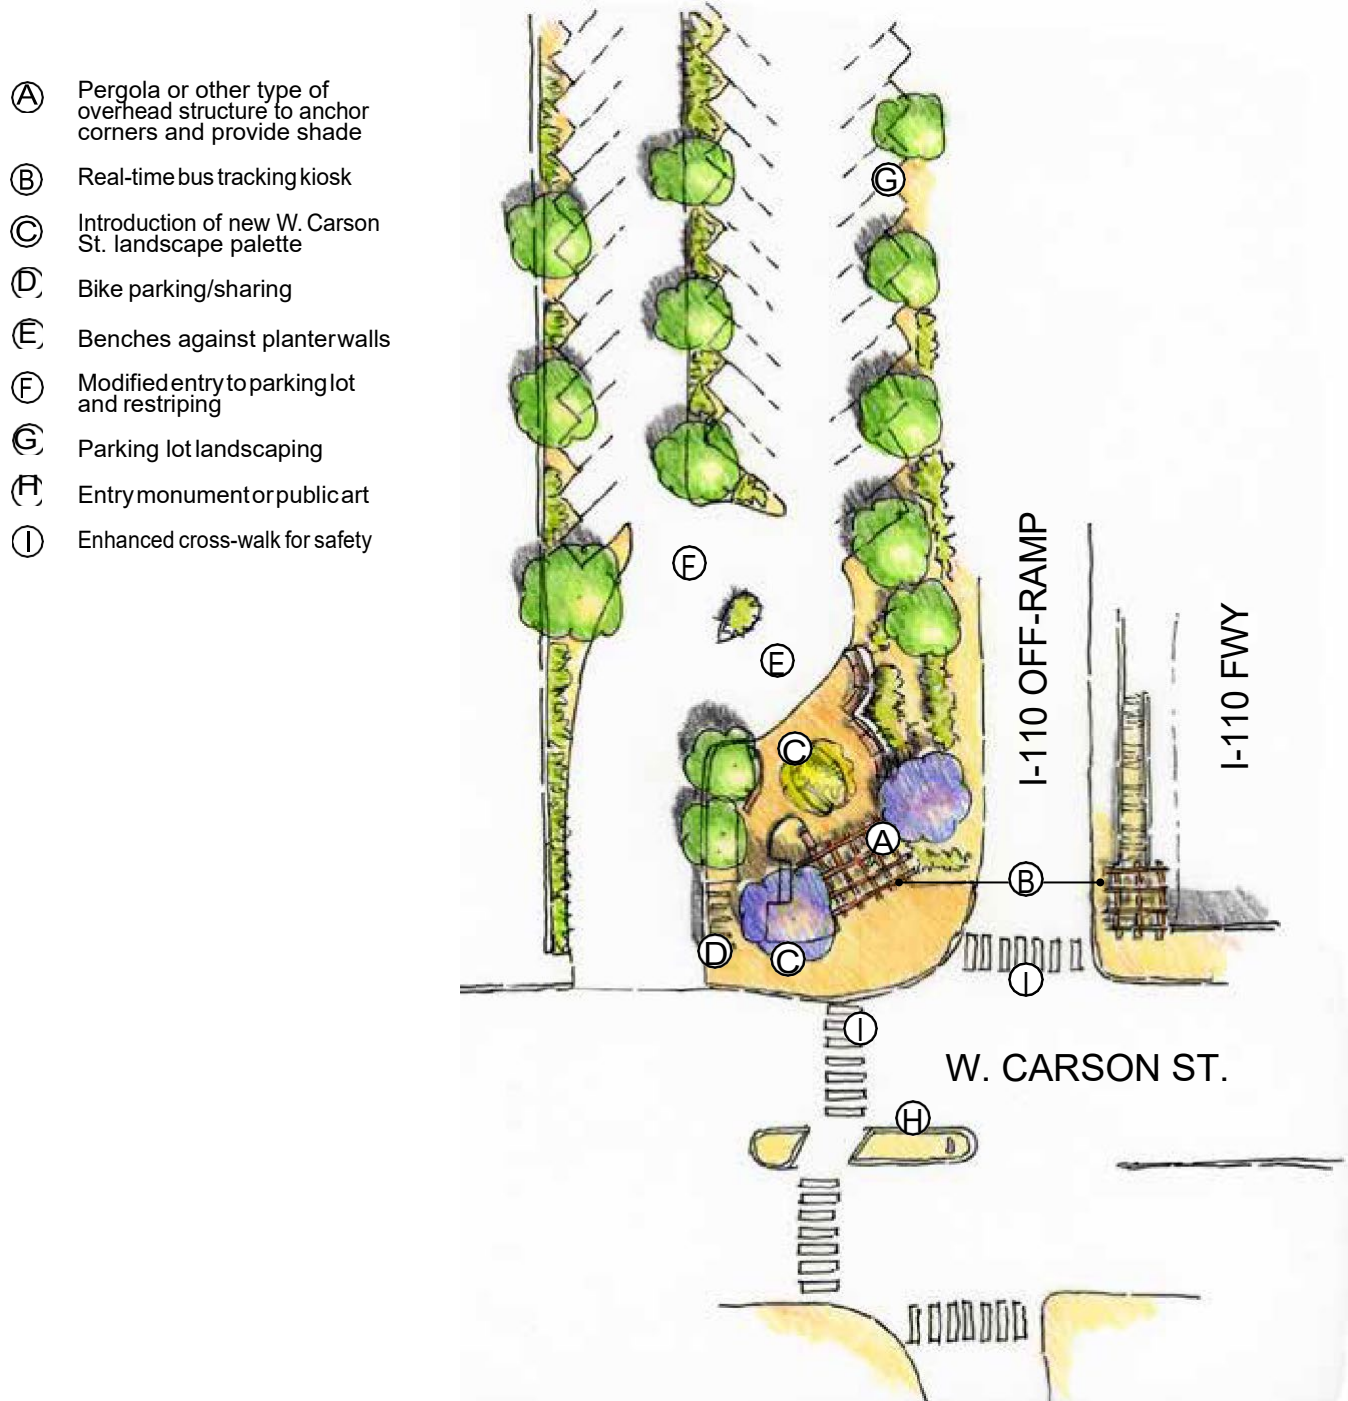 A Pergola or other type of
overhead structure to anchor
corners and provide shade
B Real-time bus tracking kiosk
C Introduction of new W. Carson
St. landscape palette
D Bike parking/sharing
E Benches against planter walls
F Modified entry to parking lot
and restriping
G Parking lot landscaping
H Entry monument or public art
I Enhanced cross-walk for safety
G
F
E
C
A
B
D
C
I
I
H
I-110 OFF-RAMP
I-110 FWY
W. CARSON ST.